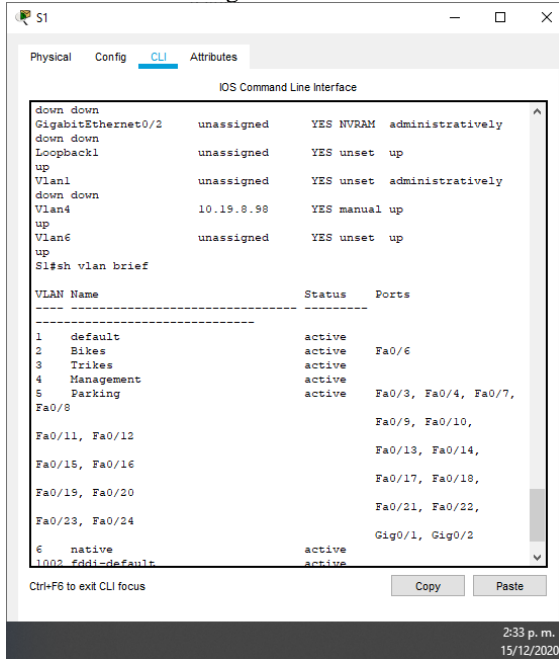 S1
Physical Config CLI Attributes
IOS Command Line Interface
down down
GigabitEthernet0/2 unassigned YES NVRAM administratively
down down
Loopback1 unassigned YES unset up
up
Vlan1 unassigned YES unset administratively
down down
Vlan4 10.19.8.98 YES manual up
up
Vlan6 unassigned YES unset up
up
S1#sh vlan brief
VLAN Name Status Ports
---- -------------------------------- ---------
-------------------------------
1 default active
2 Bikes active Fa0/6
3 Trikes active
4 Management active
5 Parking active Fa0/3, Fa0/4, Fa0/7,
Fa0/8
Fa0/9, Fa0/10,
Fa0/11, Fa0/12
Fa0/13, Fa0/14,
Fa0/15, Fa0/16
Fa0/17, Fa0/18,
Fa0/19, Fa0/20
Fa0/21, Fa0/22,
Fa0/23, Fa0/24
Gig0/1, Gig0/2
6 native active
1002 fddi-default active
Ctrl+F6 to exit CLI focus
Copy Paste
2:33 p. m.
15/12/2020